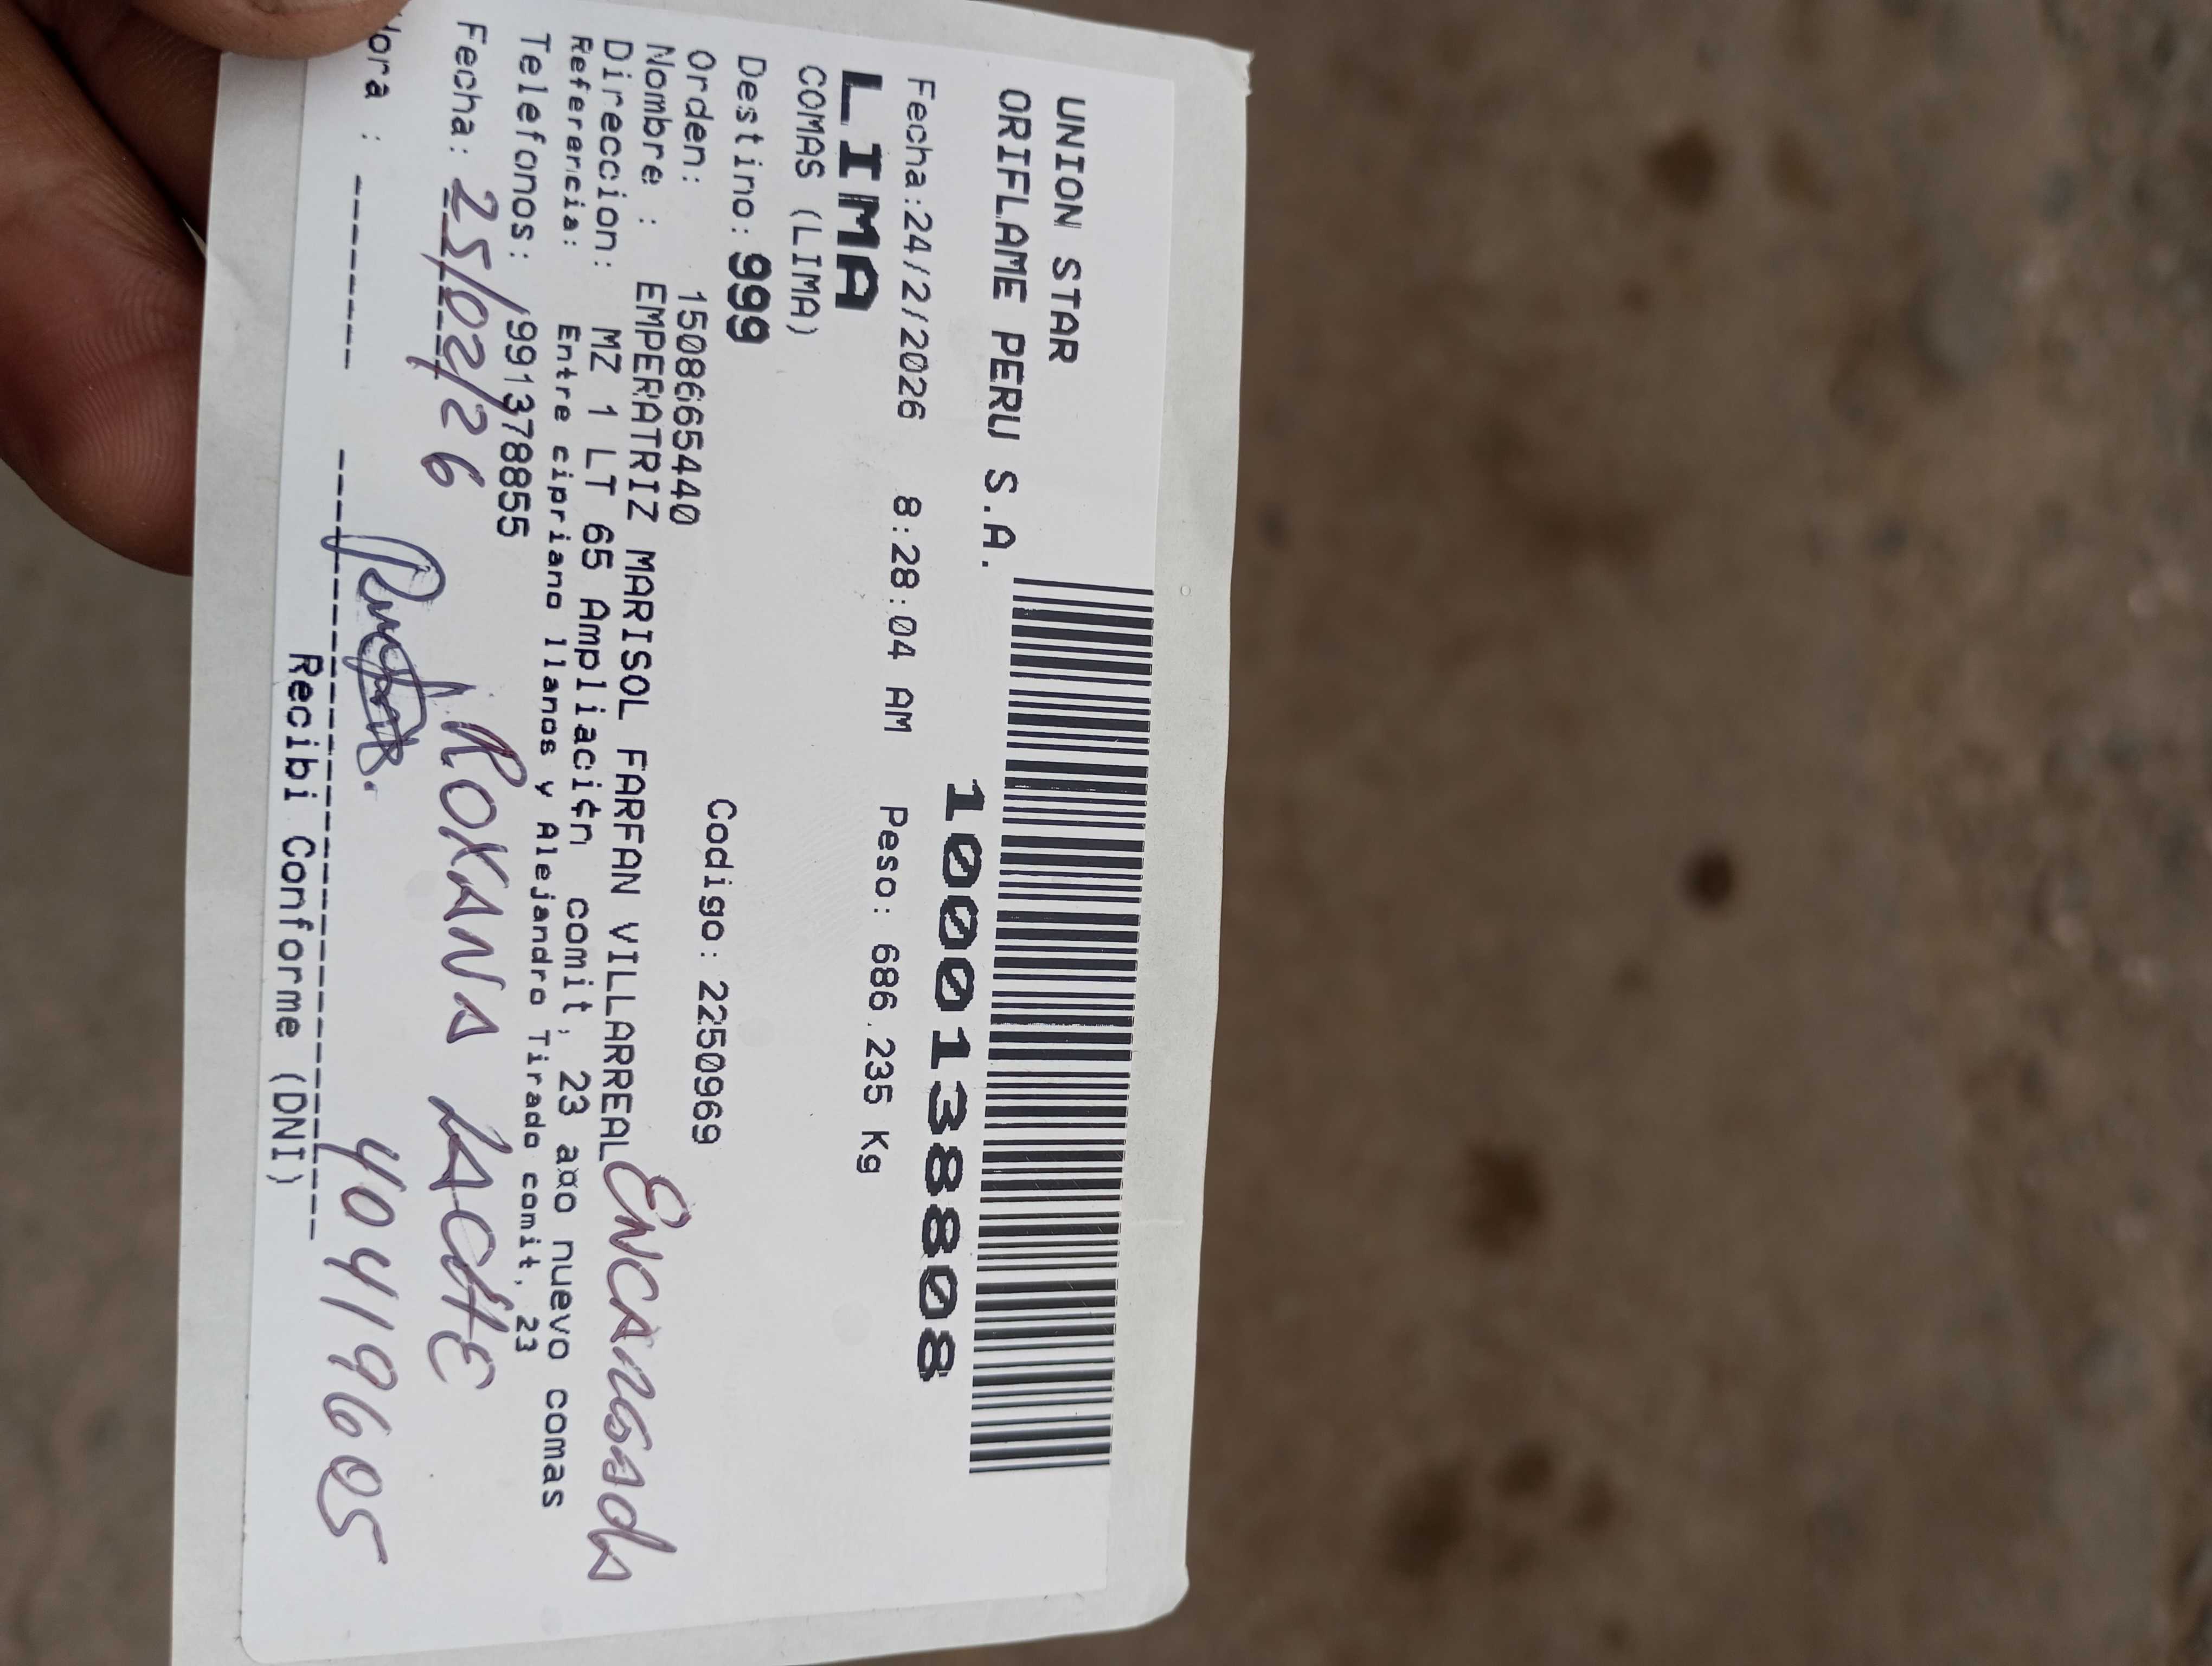 UNION STAR
ORIFLAME PERU S.A.
10001388808
Fecha:24/2/2026 8:28:04 AM Peso: 686.235 Kg
LIMA
COMAS (LIMA)
Destino: 999 Codigo: 2250969
Orden: 1508665440
Nombre : EMPERATRIZ MARISOL FARFAN VILLARREAL ENCARGADA
Direccion: MZ 1 LT 65 Ampliaci¢n comit, 23 a¤o nuevo comas
Referencia: Entre cipriano llanos y Alejandro Tirado comit, 23
Telefonos: /991378855
Fecha: 25/02/26 ROXANA LACHE
Hora : 40419605
Recibi Conforme (DNI)